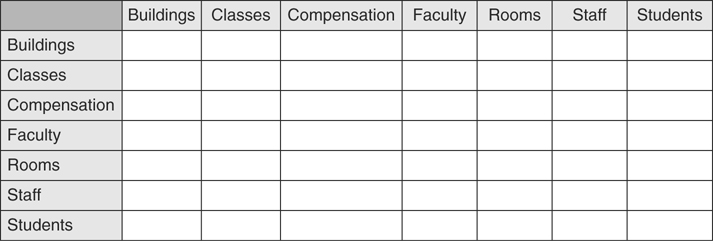 Buildings Classes Compensation Faculty Rooms Staff Students
Buildings
Classes
Compensation
Faculty
Rooms
Staff
Students